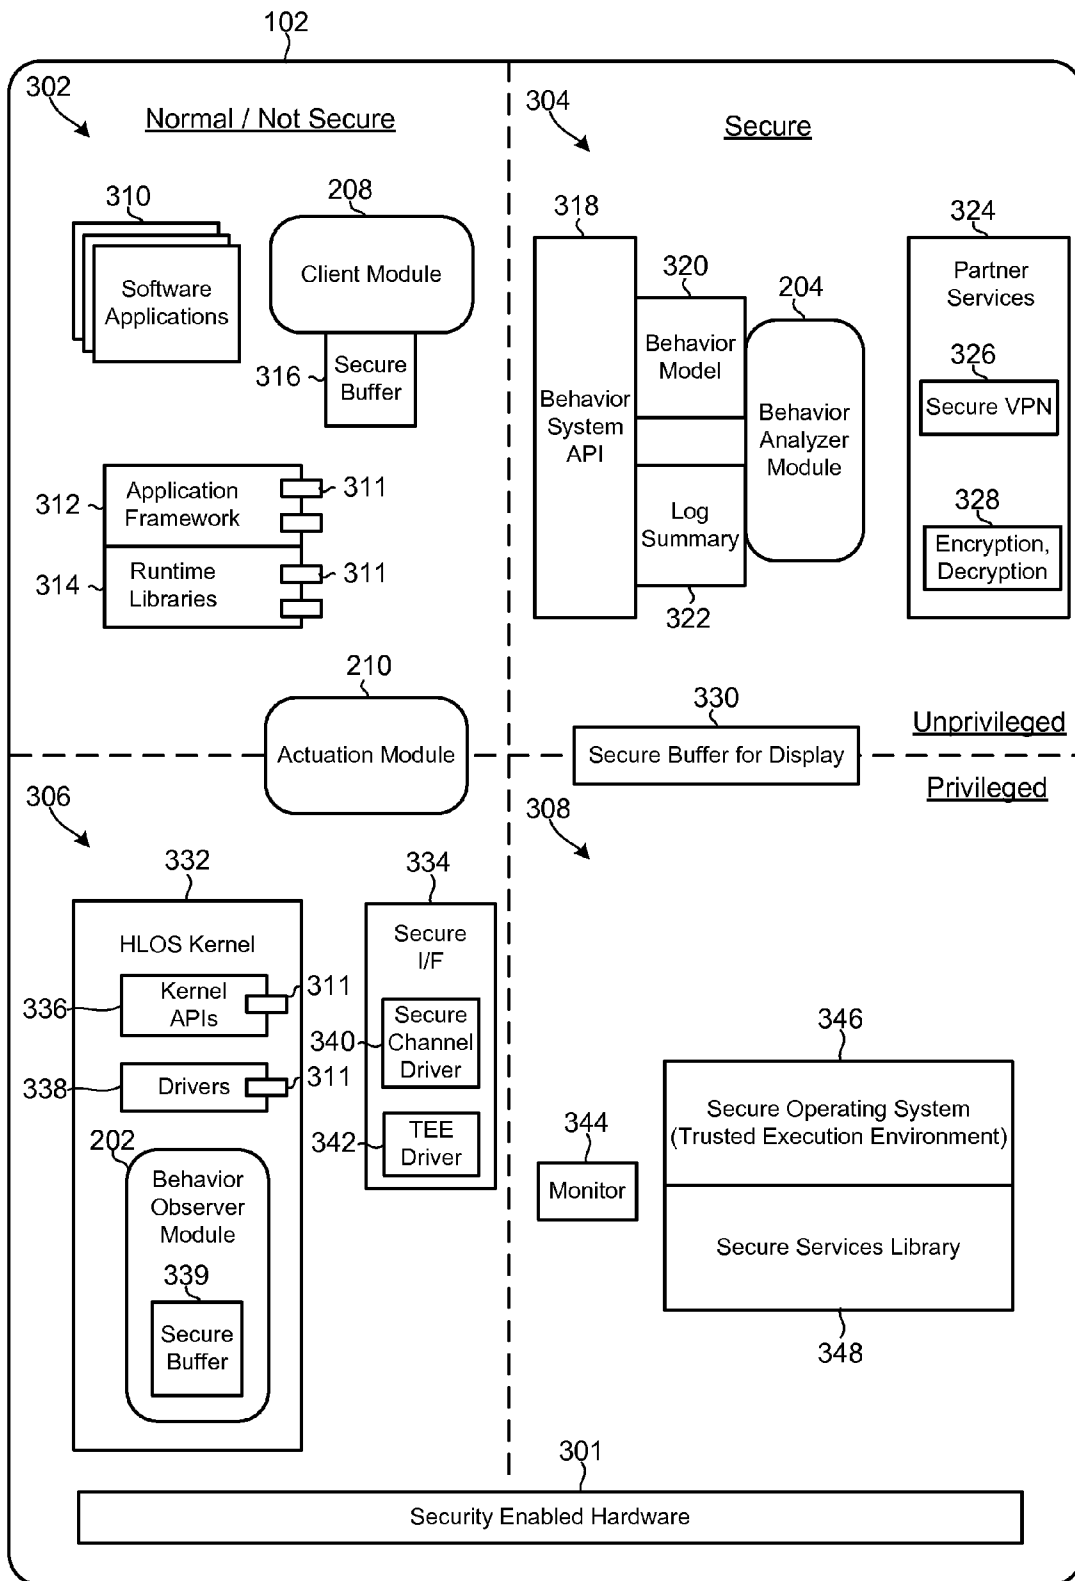 102
302
Normal / Not Secure
304
Secure
310
Software
Applications
208
Client Module
316
Secure
Buffer
312
Application
Framework
311
314
Runtime
Libraries
311
318
Behavior
System
API
320
Behavior
Model
204
Behavior
Analyzer
Module
Log
Summary
322
324
Partner
Services
326
Secure VPN
328
Encryption,
Decryption
210
Actuation Module
330
Secure Buffer for Display
Unprivileged
Privileged
306
308
332
HLOS Kernel
336
Kernel
APIs
311
338
Drivers
311
202
Behavior
Observer
Module
339
Secure
Buffer
334
Secure
I/F
340
Secure
Channel
Driver
342
TEE
Driver
344
Monitor
346
Secure Operating System
(Trusted Execution Environment)
Secure Services Library
348
301
Security Enabled Hardware